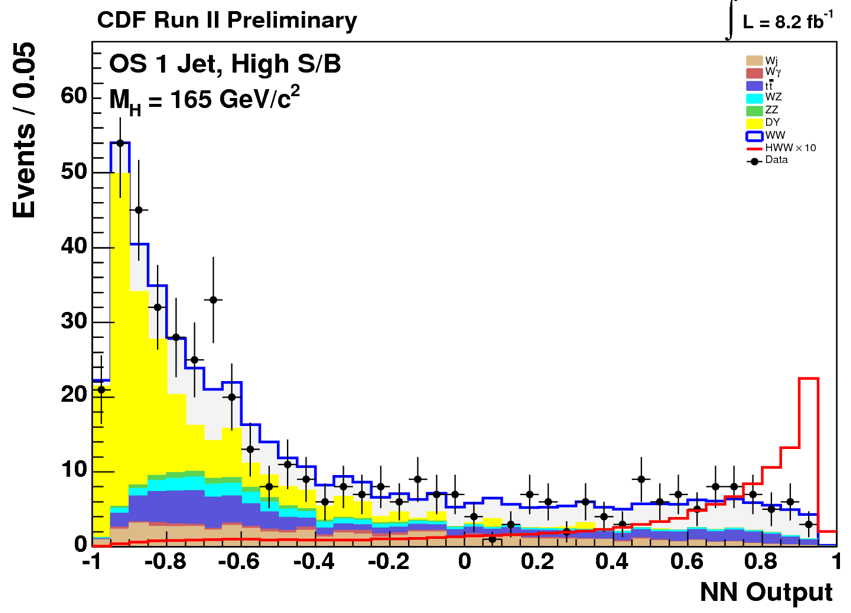 CDF Run II Preliminary
∫ L = 8.2 fb⁻¹
OS 1 Jet, High S/B
M_H = 165 GeV/c²
Wj
Wγ
tt̄
WZ
ZZ
DY
WW
HWW × 10
Data
Events / 0.05
60
50
40
30
20
10
0
-1 -0.8 -0.6 -0.4 -0.2 0 0.2 0.4 0.6 0.8 1
NN Output